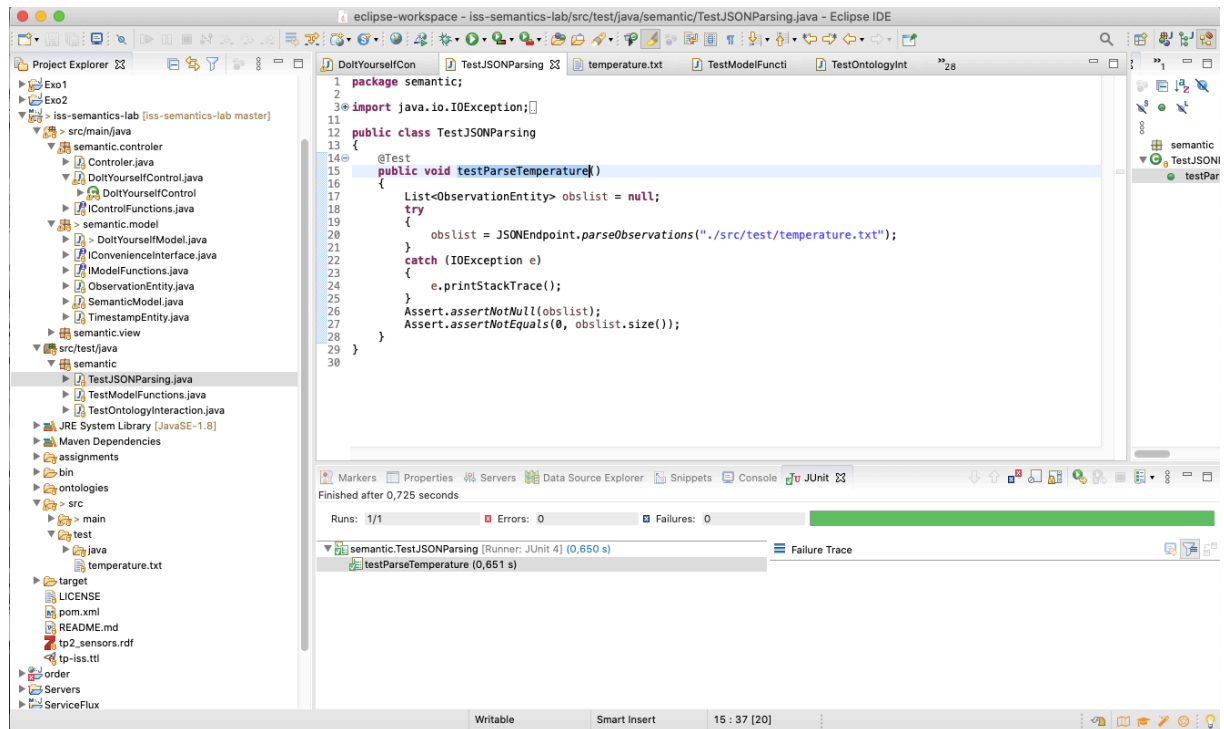 eclipse-workspace - iss-semantics-lab/src/test/java/semantic/TestJSONParsing.java - Eclipse IDE
Project Explorer
Exo1
Exo2
> iss-semantics-lab [iss-semantics-lab master]
> src/main/java
semantic.controler
Controler.java
DoItYourselfControl.java
DoItYourselfControl
IControlFunctions.java
> semantic.model
> DoItYourselfModel.java
IConvenienceInterface.java
IModelFunctions.java
ObservationEntity.java
SemanticModel.java
TimestampEntity.java
semantic.view
src/test/java
semantic
TestJSONParsing.java
TestModelFunctions.java
TestOntologyInteraction.java
JRE System Library [JavaSE-1.8]
Maven Dependencies
assignments
bin
ontologies
> src
> main
test
java
temperature.txt
target
LICENSE
pom.xml
README.md
tp2_sensors.rdf
tp-iss.ttl
order
Servers
ServiceFlux
DoItYourselfCon TestJSONParsing temperature.txt TestModelFuncti TestOntologyInt »28
1 package semantic;
2
3 import java.io.IOException;
11
12 public class TestJSONParsing
13 {
14 @Test
15 public void testParseTemperature()
16 {
17 List<ObservationEntity> obslist = null;
18 try
19 {
20 obslist = JSONEndpoint.parseObservations("./src/test/temperature.txt");
21 }
22 catch (IOException e)
23 {
24 e.printStackTrace();
25 }
26 Assert.assertNotNull(obslist);
27 Assert.assertNotEquals(0, obslist.size());
28 }
29 }
30
»1
semantic
TestJSONI
testPar
Markers Properties Servers Data Source Explorer Snippets Console JUnit
Finished after 0,725 seconds
Runs: 1/1 Errors: 0 Failures: 0
semantic.TestJSONParsing [Runner: JUnit 4] (0,650 s)
testParseTemperature (0,651 s)
Failure Trace
Writable Smart Insert 15 : 37 [20]